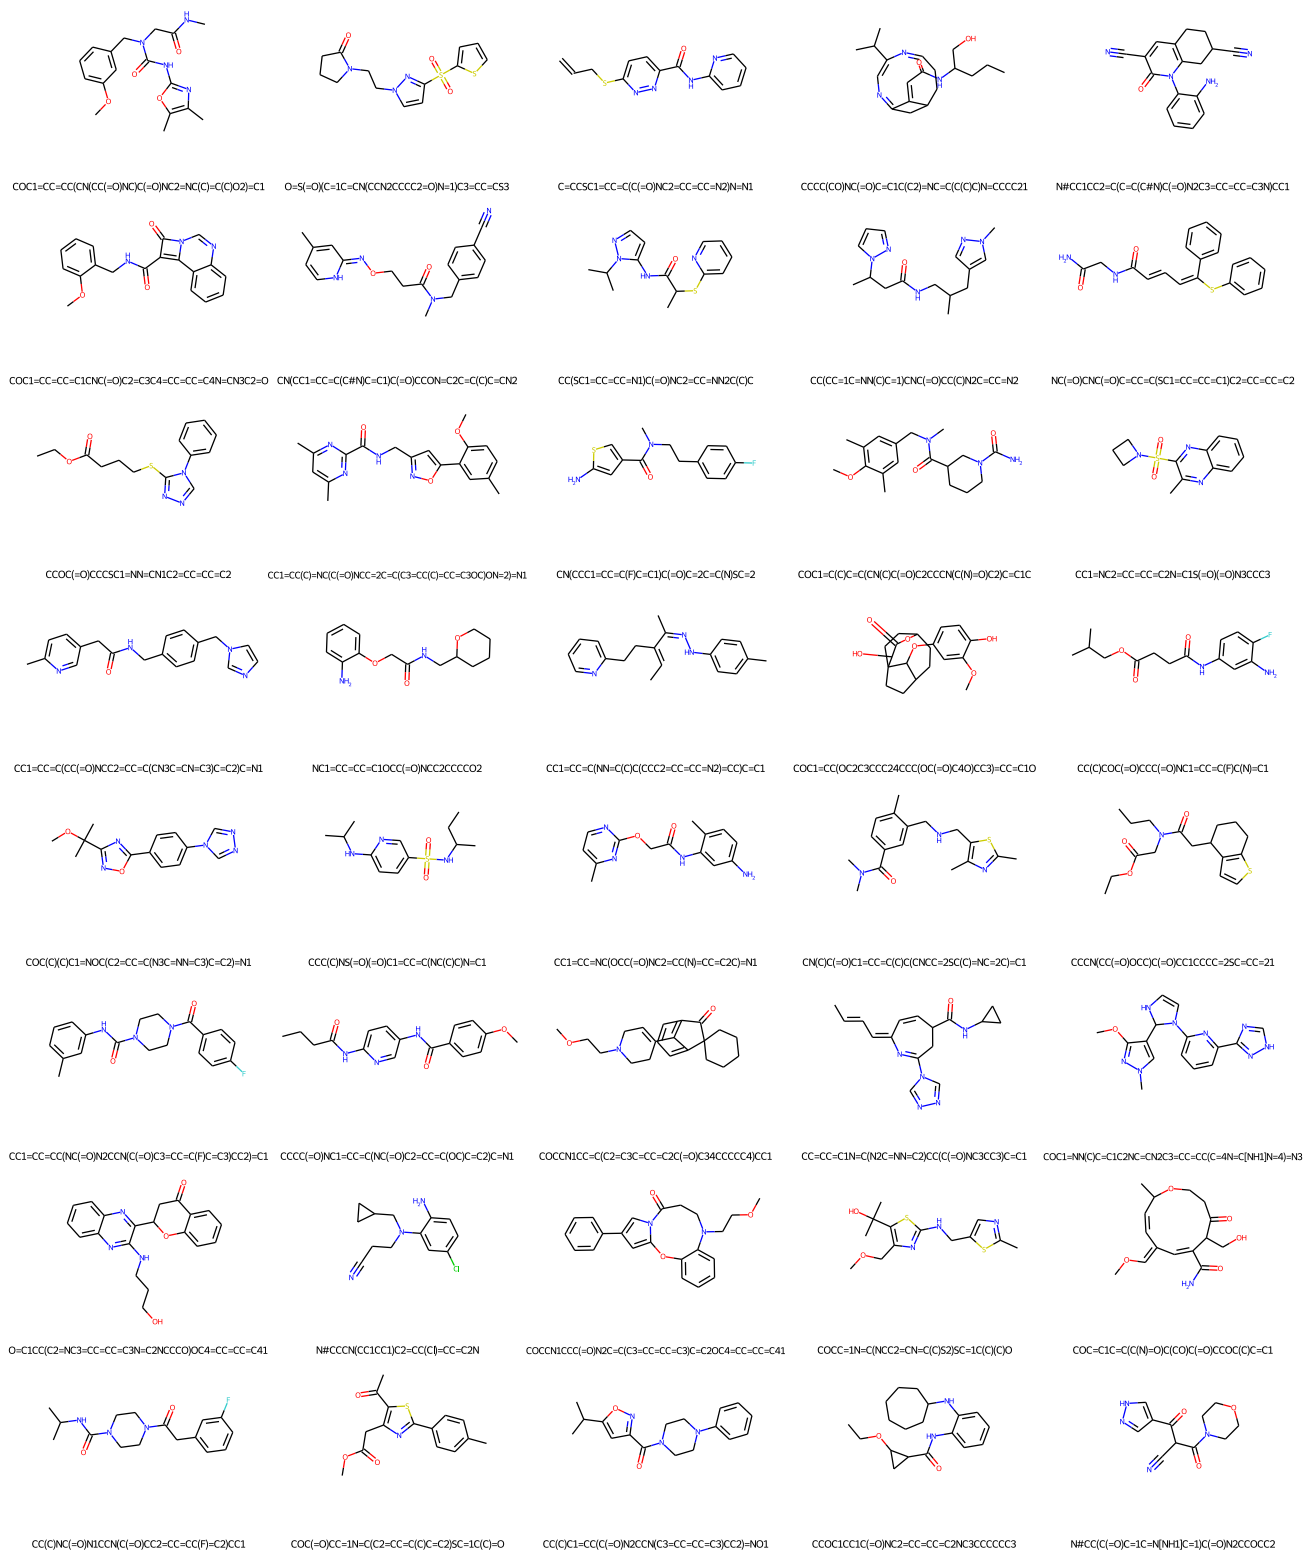 COC1=CC=CC(CN(CC(=O)NC)C(=O)NC2=NC(C)=C(C)O2)=C1
O=S(=O)(C=1C=CN(CCN2CCCC2=O)N=1)C3=CC=CS3
C=CCSC1=CC=C(C(=O)NC2=CC=CC=N2)N=N1
CCCC(CO)NC(=O)C=CC1C(C2)=NC=C(C(C)C)N=CCCC21
N#CC1CC2=C(C=C(C#N)C(=O)N2C3=CC=CC=C3N)CC1
COC1=CC=CC=C1CNC(=O)C2=C3C4=CC=CC=C4N=CN3C2=O
CN(CC1=CC=C(C#N)C=C1)C(=O)CCON=C2C=C(C)C=CN2
CC(SC1=CC=CC=N1)C(=O)NC2=CC=NN2C(C)C
CC(CC=1C=NN(C)C=1)CNC(=O)CC(C)N2C=CC=N2
NC(=O)CNC(=O)C=CC=C(SC1=CC=CC=C1)C2=CC=CC=C2
CCOC(=O)CCCSC1=NN=CN1C2=CC=CC=C2
CC1=CC(C)=NC(C(=O)NCC=2C=C(C3=CC(C)=CC=C3OC)ON=2)=N1
CN(CCC1=CC=C(F)C=C1)C(=O)C=2C=C(N)SC=2
COC1=C(C)C=C(CN(C)C(=O)C2CCCN(C(N)=O)C2)C=C1C
CC1=NC2=CC=CC=C2N=C1S(=O)(=O)N3CCC3
CC1=CC=C(CC(=O)NCC2=CC=C(CN3C=CN=C3)C=C2)C=N1
NC1=CC=CC=C1OCC(=O)NCC2CCCCO2
CC1=CC=C(NN=C(C)C(CCC2=CC=CC=N2)=CC)C=C1
COC1=CC(OC2C3CCC24CCC(OC(=O)C4O)CC3)=CC=C1O
CC(C)COC(=O)CCC(=O)NC1=CC=C(F)C(N)=C1
COC(C)(C)C1=NOC(C2=CC=C(N3C=NN=C3)C=C2)=N1
CCC(C)NS(=O)(=O)C1=CC=C(NC(C)C)N=C1
CC1=CC=NC(OCC(=O)NC2=CC(N)=CC=C2C)=N1
CN(C)C(=O)C1=CC=C(C)C(CNCC=2SC(C)=NC=2C)=C1
CCCN(CC(=O)OCC)C(=O)CC1CCCC=2SC=CC=21
CC1=CC=CC(NC(=O)N2CCN(C(=O)C3=CC=C(F)C=C3)CC2)=C1
CCCC(=O)NC1=CC=C(NC(=O)C2=CC=C(OC)C=C2)C=N1
COCCN1CC=C(C2=C3C=CC=C2C(=O)C34CCCCC4)CC1
CC=CC=C1N=C(N2C=NN=C2)CC(C(=O)NC3CC3)C=C1
COC1=NN(C)C=C1C2NC=CN2C3=CC=CC(C=4N=C[NH1]N=4)=N3
O=C1CC(C2=NC3=CC=CC=C3N=C2NCCCO)OC4=CC=CC=C41
N#CCCN(CC1CC1)C2=CC(Cl)=CC=C2N
COCCN1CCC(=O)N2C=C(C3=CC=CC=C3)C=C2OC4=CC=CC=C41
COCC=1N=C(NCC2=CN=C(C)S2)SC=1C(C)(C)O
COC=C1C=C(C(N)=O)C(CO)C(=O)CCOC(C)C=C1
CC(C)NC(=O)N1CCN(C(=O)CC2=CC=CC(F)=C2)CC1
COC(=O)CC=1N=C(C2=CC=C(C)C=C2)SC=1C(C)=O
CC(C)C1=CC(C(=O)N2CCN(C3=CC=CC=C3)CC2)=NO1
CCOC1CC1C(=O)NC2=CC=CC=C2NC3CCCCCC3
N#CC(C(=O)C=1C=N[NH1]C=1)C(=O)N2CCOCC2